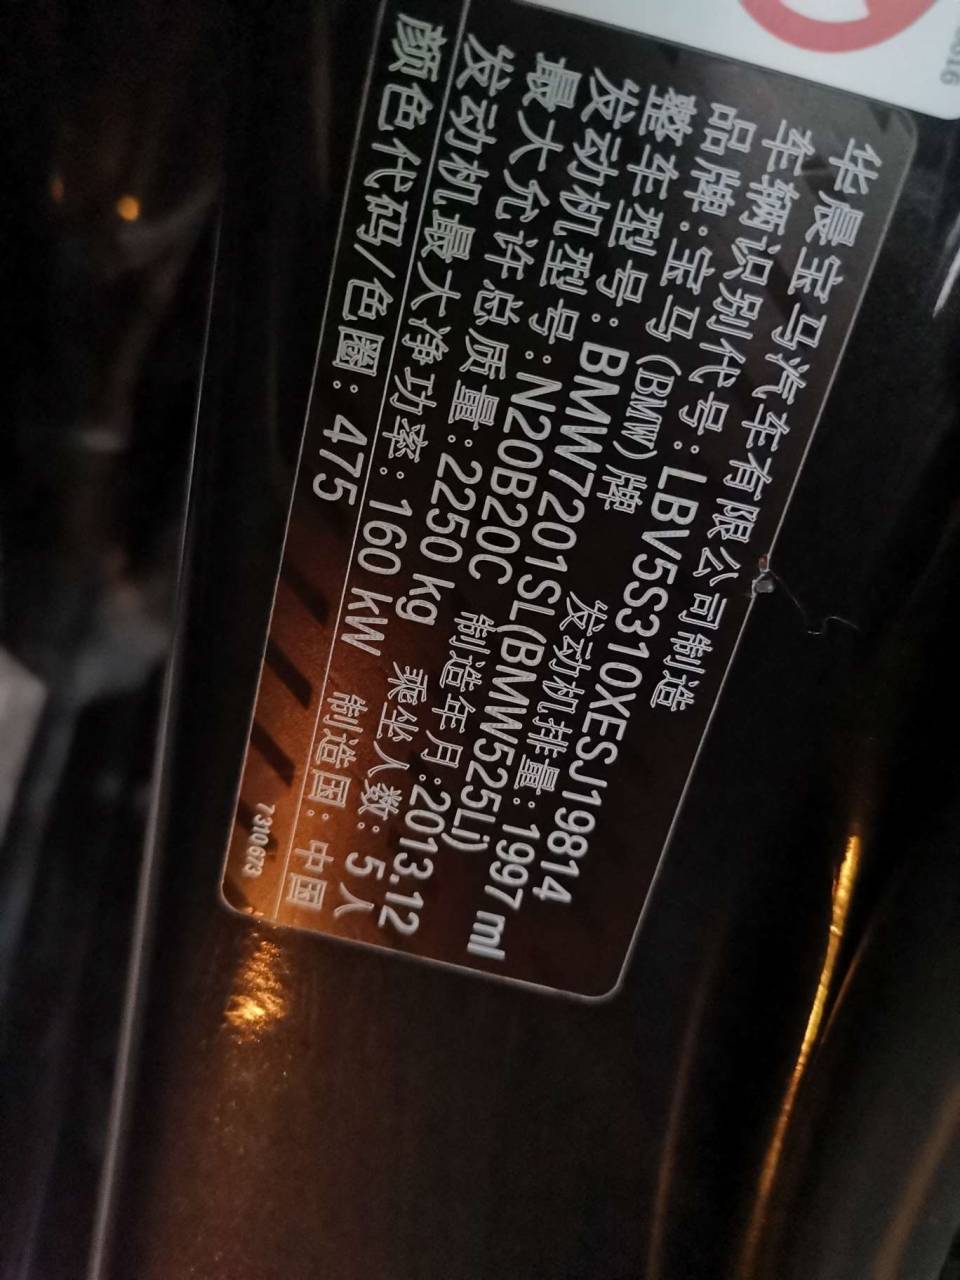 华晨宝马汽车有限公司制造
车辆识别代号：LBV5S310XESJ19814
品牌：宝马（BMW）牌
整车型号：BMW7201SL(BMW525Li)
发动机型号：N20B20C 发动机排量：1997 ml
最大允许总质量：2250 kg 制造年月：2013.12
发动机最大净功率：160 kW 乘坐人数：5 人
颜色代码/色圈：475 制造国：中国
7 310 673